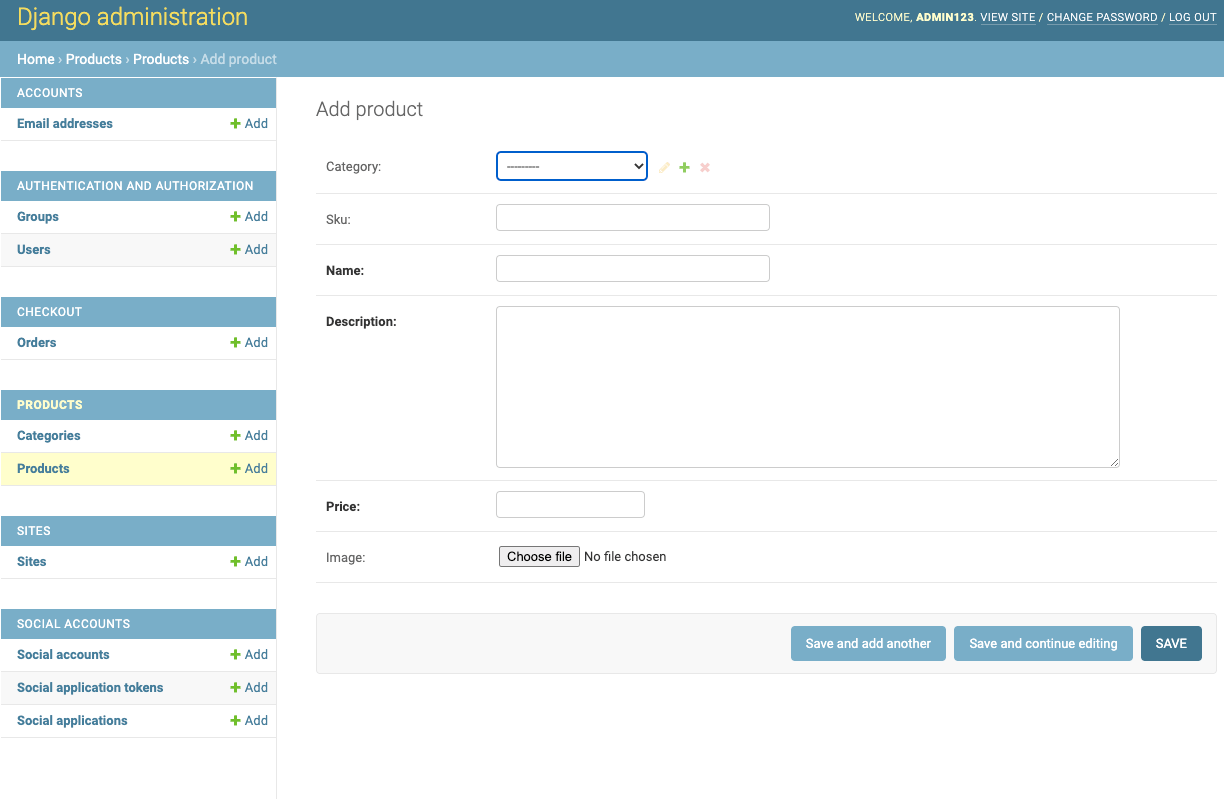 Django administration
WELCOME, ADMIN123. VIEW SITE / CHANGE PASSWORD / LOG OUT
Home › Products › Products › Add product
ACCOUNTS
Email addresses + Add
AUTHENTICATION AND AUTHORIZATION
Groups + Add
Users + Add
CHECKOUT
Orders + Add
PRODUCTS
Categories + Add
Products + Add
SITES
Sites + Add
SOCIAL ACCOUNTS
Social accounts + Add
Social application tokens + Add
Social applications + Add
Add product
Category: ---------
Sku:
Name:
Description:
Price:
Image: Choose file No file chosen
Save and add another Save and continue editing SAVE